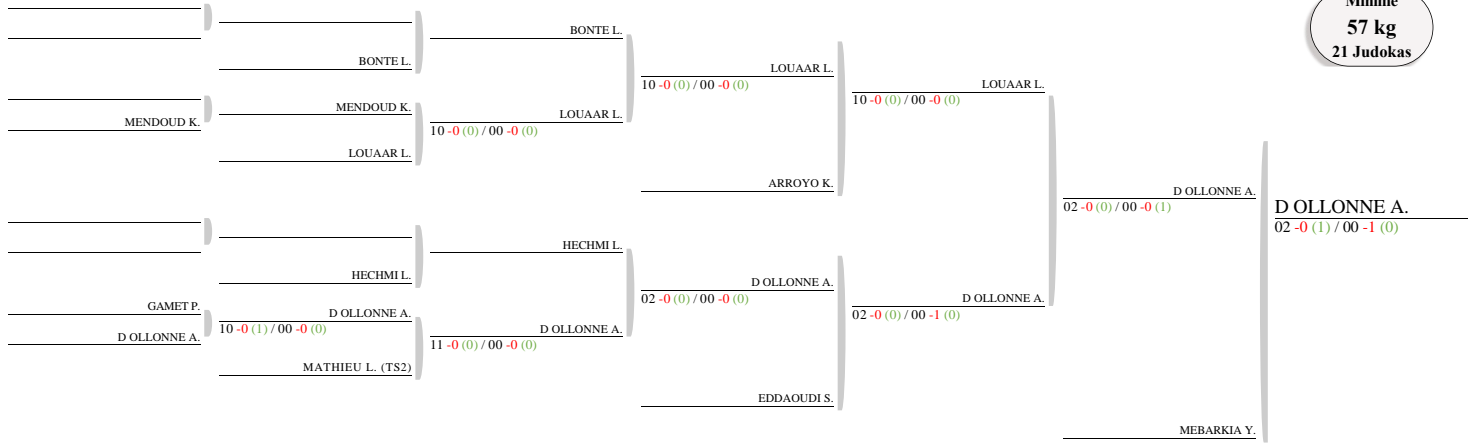 Minime
57 kg
21 Judokas
MENDOUD K.
GAMET P.
D OLLONNE A.
BONTE L.
MENDOUD K.
LOUAAR L.
HECHMI L.
D OLLONNE A.
10 -0 (1) / 00 -0 (0)
MATHIEU L. (TS2)
BONTE L.
LOUAAR L.
10 -0 (0) / 00 -0 (0)
HECHMI L.
D OLLONNE A.
11 -0 (0) / 00 -0 (0)
LOUAAR L.
10 -0 (0) / 00 -0 (0)
ARROYO K.
D OLLONNE A.
02 -0 (0) / 00 -0 (0)
EDDAOUDI S.
LOUAAR L.
10 -0 (0) / 00 -0 (0)
D OLLONNE A.
02 -0 (0) / 00 -1 (0)
D OLLONNE A.
02 -0 (0) / 00 -0 (1)
MEBARKIA Y.
D OLLONNE A.
02 -0 (1) / 00 -1 (0)